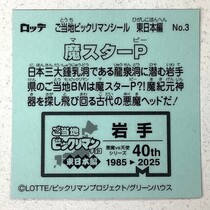 ロッテ ご当地ビックリマンシール 東日本編 No.3
魔スターP
日本三大鍾乳洞である龍泉洞に潜む岩手
県のご当地BMは魔スターP!魔紀元神
器を探し飛び回る古代の悪魔ヘッドだ!
ご当地
ビックリマン
東日本編
岩手
悪魔VS天使シリーズ 40th
1985 ▶ 2025
©LOTTE/ビックリマンプロジェクト/グリーンハウス